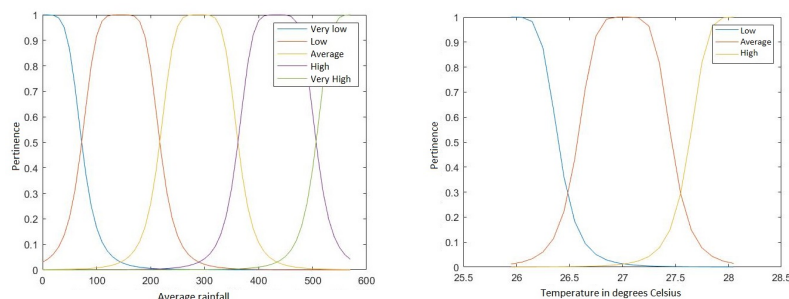 1
0.9
0.8
0.7
0.6
0.5
0.4
0.3
0.2
0.1
0
Pertinence
0 100 200 300 400 500 600
Average rainfall
Very low
Low
Average
High
Very High
1
0.9
0.8
0.7
0.6
0.5
0.4
0.3
0.2
0.1
0
Pertinence
25.5 26 26.5 27 27.5 28 28.5
Temperature in degrees Celsius
Low
Average
High